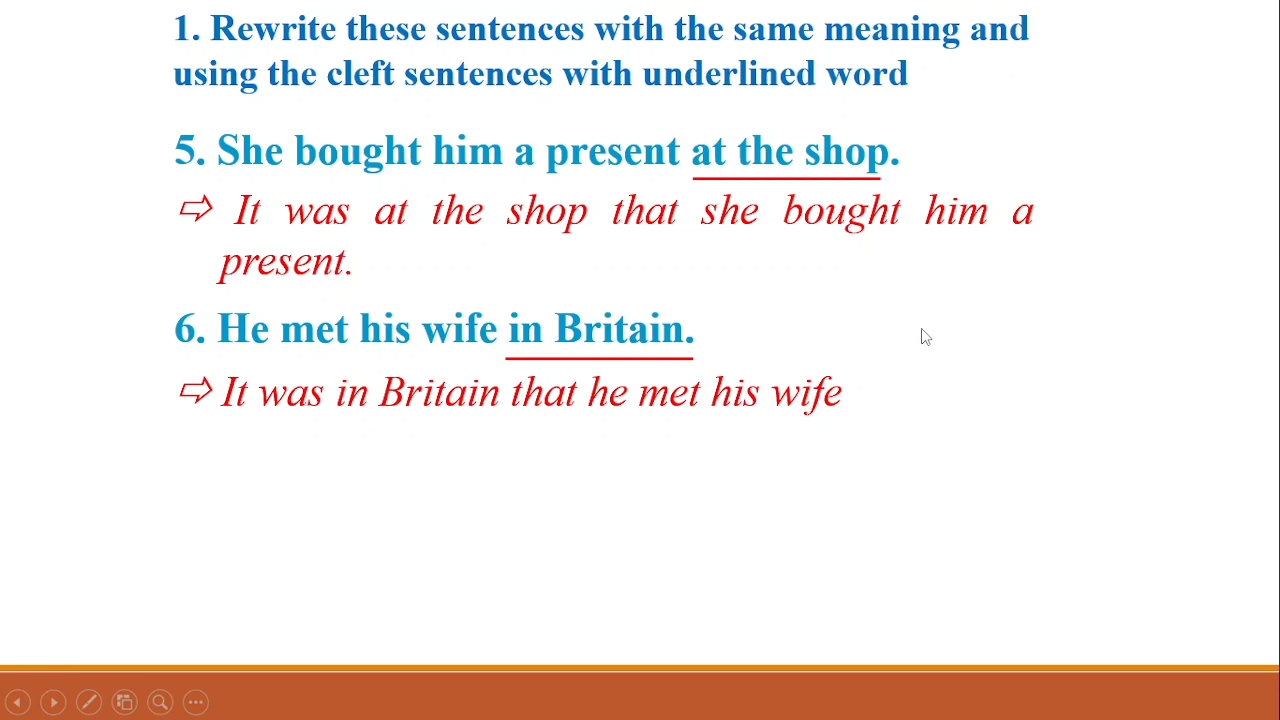 1. Rewrite these sentences with the same meaning and
using the cleft sentences with underlined word
5. She bought him a present at the shop.
⇨ It was at the shop that she bought him a
present.
6. He met his wife in Britain.
⇨ It was in Britain that he met his wife